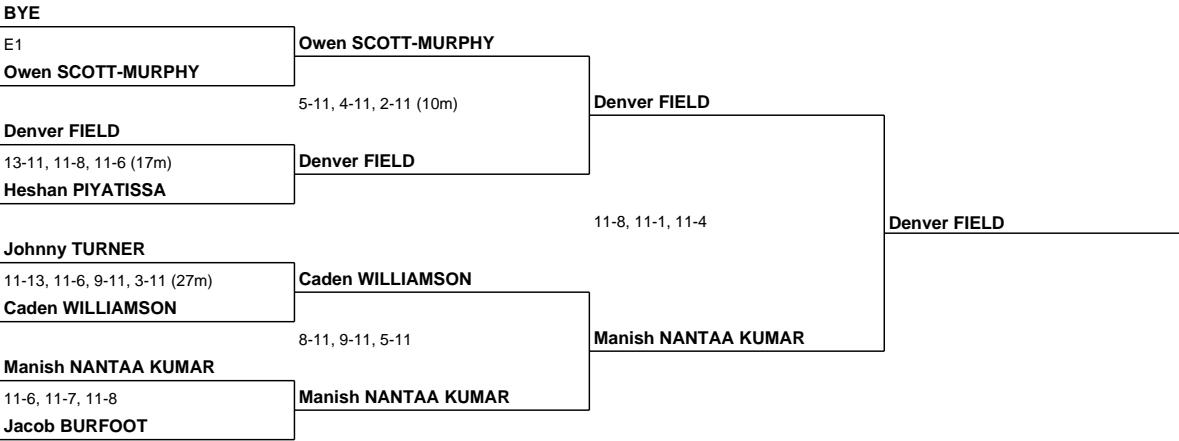 BYE
E1
Owen SCOTT-MURPHY
Owen SCOTT-MURPHY
5-11, 4-11, 2-11 (10m)
Denver FIELD
Denver FIELD
13-11, 11-8, 11-6 (17m)
Denver FIELD
Heshan PIYATISSA
11-8, 11-1, 11-4
Denver FIELD
Johnny TURNER
11-13, 11-6, 9-11, 3-11 (27m)
Caden WILLIAMSON
Caden WILLIAMSON
8-11, 9-11, 5-11
Manish NANTAA KUMAR
Manish NANTAA KUMAR
11-6, 11-7, 11-8
Manish NANTAA KUMAR
Jacob BURFOOT